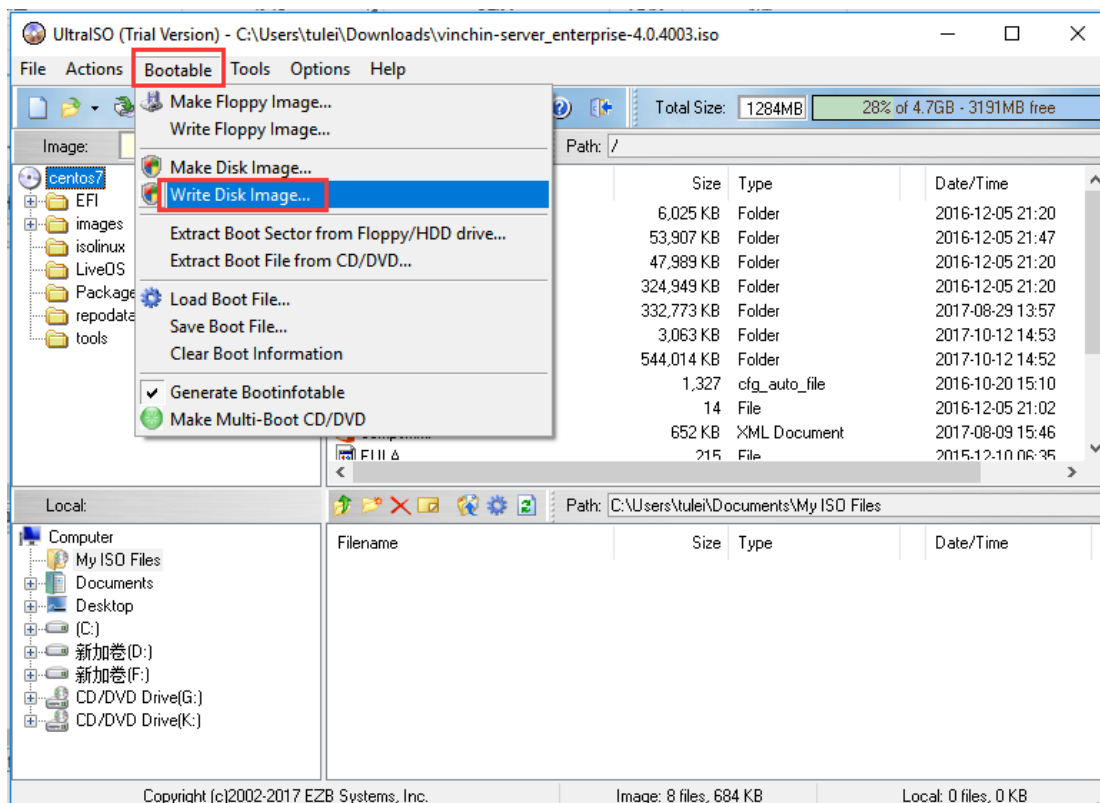 UltraISO (Trial Version) - C:\Users\tulei\Downloads\vinchin-server_enterprise-4.0.4003.iso
File Actions Bootable Tools Options Help
Total Size: 1284MB 28% of 4.7GB - 3191MB free
Image:
Path: /
Make Floppy Image...
Write Floppy Image...
Make Disk Image...
Write Disk Image...
Extract Boot Sector from Floppy/HDD drive...
Extract Boot File from CD/DVD...
Load Boot File...
Save Boot File...
Clear Boot Information
Generate Bootinfotable
Make Multi-Boot CD/DVD
centos7
EFI
images
isolinux
LiveOS
Package
repodata
tools
Size Type Date/Time
6,025 KB Folder 2016-12-05 21:20
53,907 KB Folder 2016-12-05 21:47
47,989 KB Folder 2016-12-05 21:20
324,949 KB Folder 2016-12-05 21:20
332,773 KB Folder 2017-08-29 13:57
3,063 KB Folder 2017-10-12 14:53
544,014 KB Folder 2017-10-12 14:52
1,327 cfg_auto_file 2016-10-20 15:10
14 File 2016-12-05 21:02
652 KB XML Document 2017-08-09 15:46
EULA 215 File 2015-12-10 06:35
Local:
Path: C:\Users\tulei\Documents\My ISO Files
Computer
My ISO Files
Documents
Desktop
(C:)
新加卷(D:)
新加卷(F:)
CD/DVD Drive(G:)
CD/DVD Drive(K:)
Filename Size Type Date/Time
Copyright (c)2002-2017 EZB Systems, Inc. Image: 8 files, 684 KB Local: 0 files, 0 KB